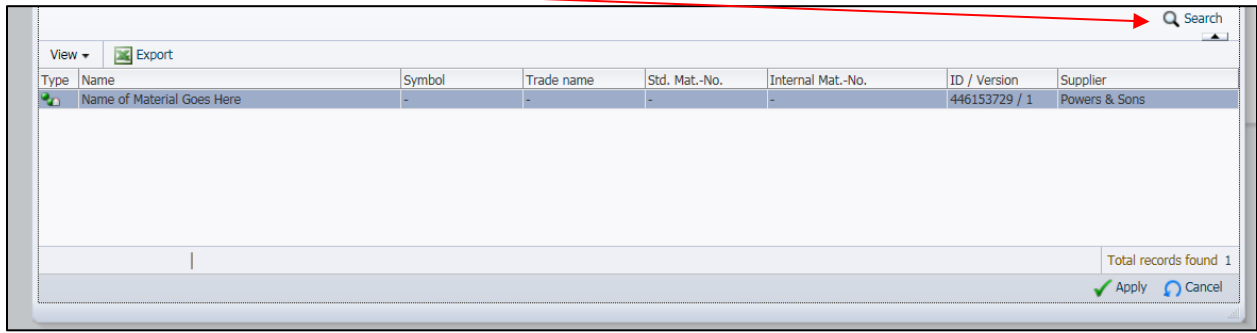 Search
View Export
Type Name Symbol Trade name Std. Mat.-No. Internal Mat.-No. ID / Version Supplier
Name of Material Goes Here - - - - 446153729 / 1 Powers & Sons
Total records found 1
Apply Cancel